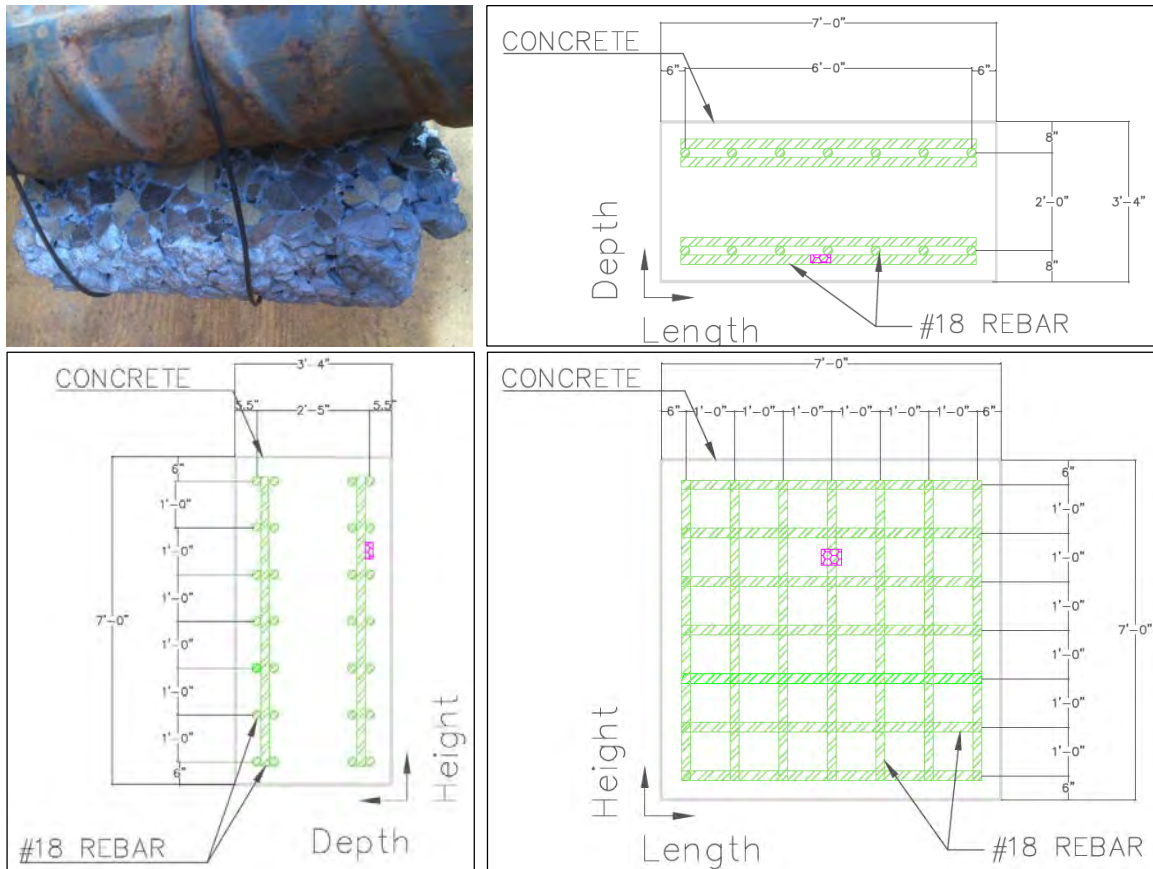 7'-0"
CONCRETE
6" 6'-0" 6"
8"
2'-0" 3'-4"
8"
Depth
Length
#18 REBAR
3'-4"
CONCRETE
5.5" 2'-5" 5.5"
6"
1'-0"
1'-0"
1'-0"
7'-0"
1'-0"
1'-0"
1'-0"
6"
Height
Depth
#18 REBAR
7'-0"
CONCRETE
6" 1'-0" 1'-0" 1'-0" 1'-0" 1'-0" 1'-0" 6"
6"
1'-0"
1'-0"
1'-0"
7'-0"
1'-0"
1'-0"
1'-0"
6"
Height
Length
#18 REBAR